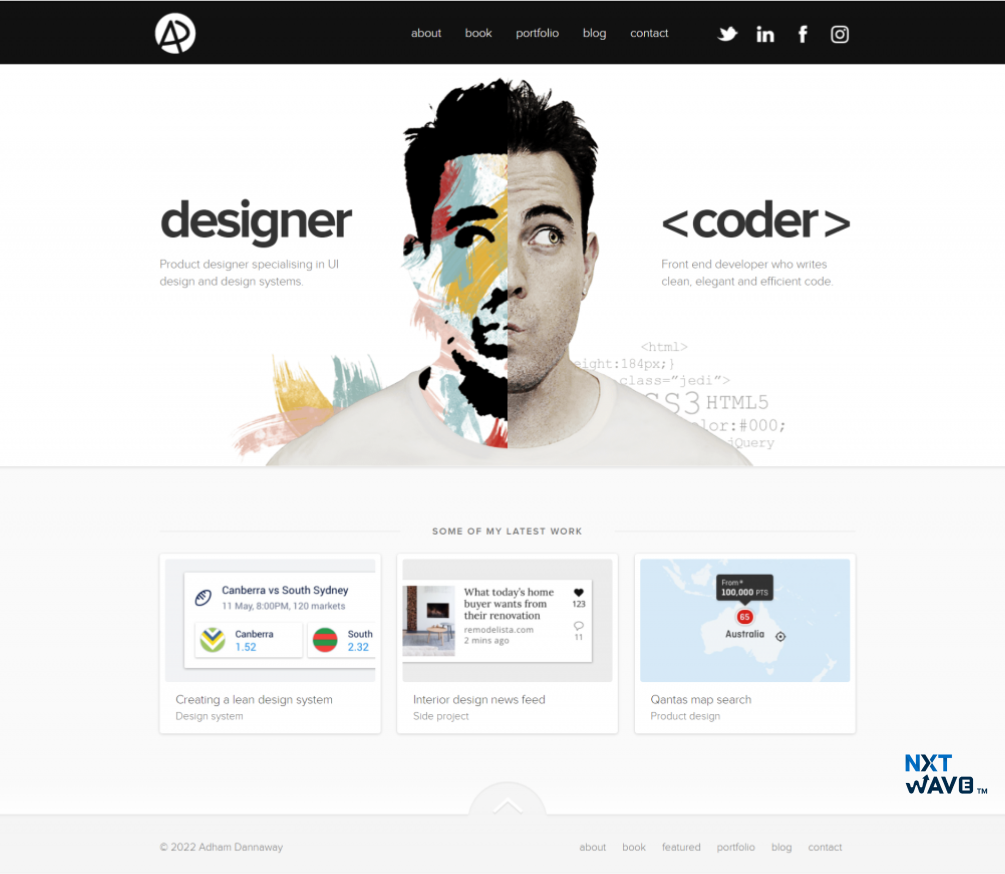 about book portfolio blog contact
designer
Product designer specialising in UI
design and design systems.
<coder>
Front end developer who writes
clean, elegant and efficient code.
<html>
eight:184px;}
class="jedi">
SS3 HTML5
lor:#000;
jQuery
SOME OF MY LATEST WORK
Canberra vs South Sydney
11 May, 8:00PM, 120 markets
Canberra
1.52
South
2.32
Creating a lean design system
Design system
What today's home
buyer wants from
their renovation
remodelista.com
2 mins ago
123
11
Interior design news feed
Side project
From*
100,000 PTS
65
Australia
Qantas map search
Product design
NXT
WAVE TM
© 2022 Adham Dannaway
about book featured portfolio blog contact